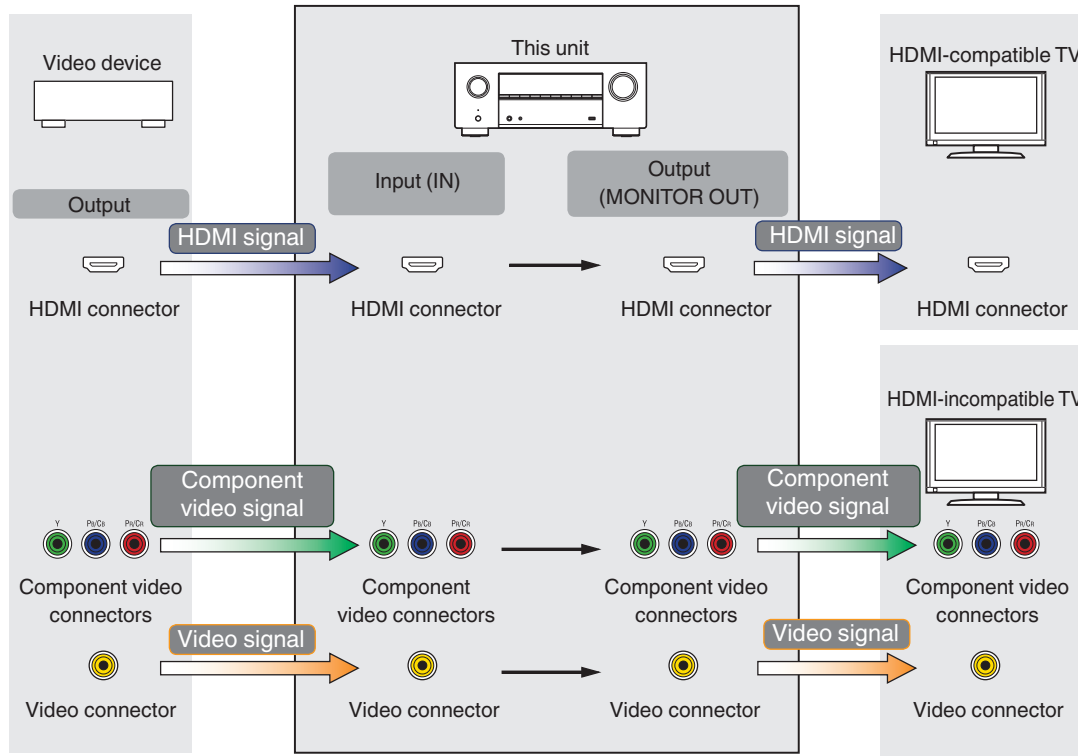 Video device
This unit
HDMI-compatible TV
Input (IN)
Output
(MONITOR OUT)
Output
HDMI signal
HDMI signal
HDMI connector
HDMI connector
HDMI connector
HDMI connector
HDMI-incompatible TV
Component
video signal
Component
video signal
Y PB/CB PR/CR
Y PB/CB PR/CR
Y PB/CB PR/CR
Y PB/CB PR/CR
Component video
connectors
Component
video connectors
Component video
connectors
Component video
connectors
Video signal
Video signal
Video connector
Video connector
Video connector
Video connector